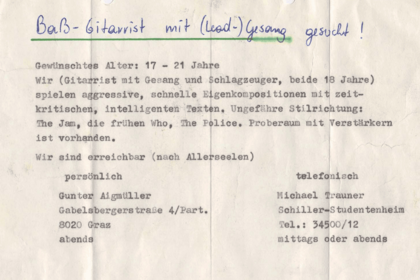 Baß-Gitarrist mit (Lead-)Gesang gesucht!
Gewünschtes Alter: 17 - 21 Jahre
Wir (Gitarrist mit Gesang und Schlagzeuger, beide 18 Jahre)
spielen aggressive, schnelle Eigenkompositionen mit zeit-
kritischen, intelligenten Texten. Ungefähre Stilrichtung:
The Jam, die frühen Who, The Police. Proberaum mit Verstärkern
ist vorhanden.
Wir sind erreichbar (nach Allerseelen)
persönlich
Gunter Aigmüller
Gabelsbergerstraße 4/Part.
8020 Graz
abends
telefonisch
Michael Trauner
Schiller-Studentenheim
Tel.: 34500/12
mittags oder abends